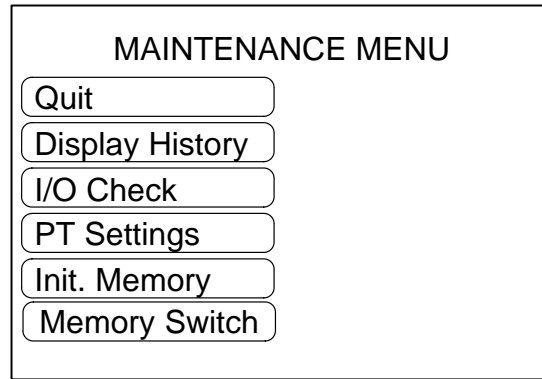 MAINTENANCE MENU
Quit
Display History
I/O Check
PT Settings
Init. Memory
Memory Switch